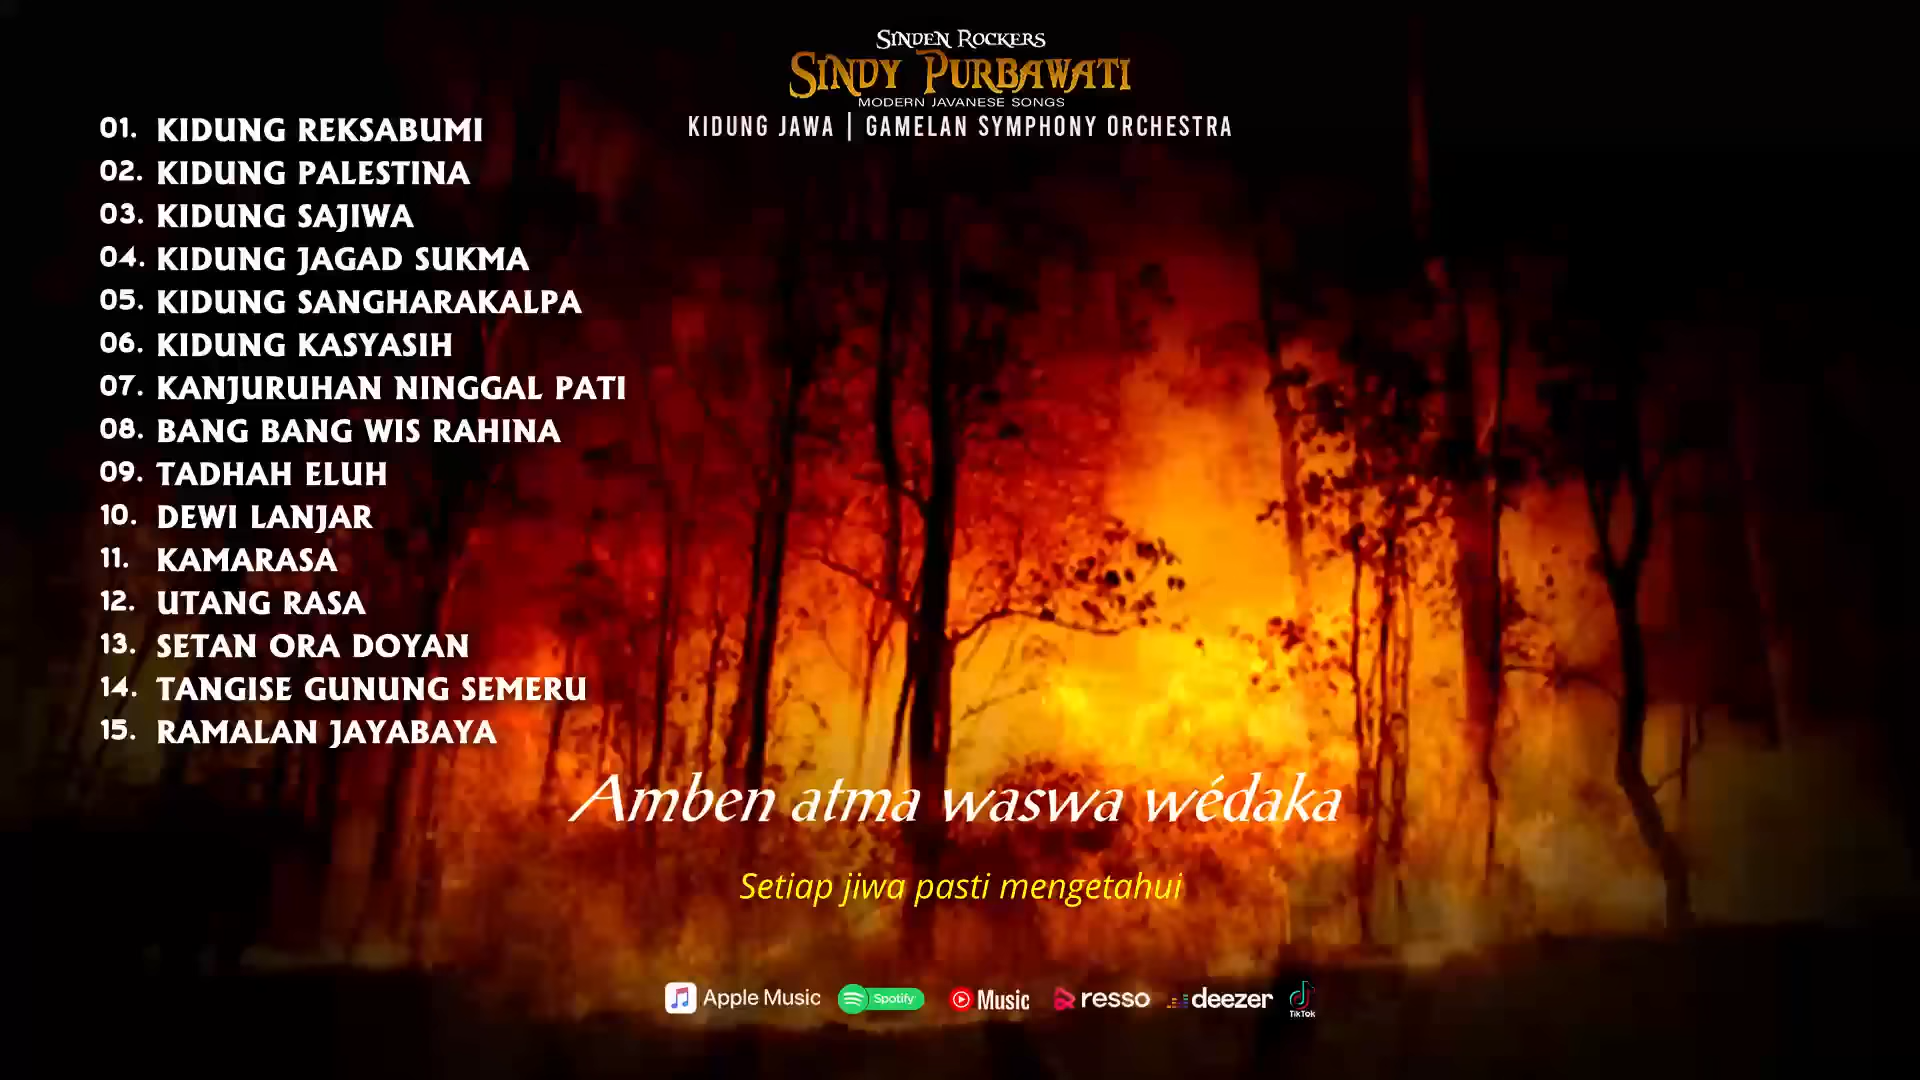 SINDEN ROCKERS
SINDY PURBAWATI
MODERN JAVANESE SONGS
KIDUNG JAWA | GAMELAN SYMPHONY ORCHESTRA
01. KIDUNG REKSABUMI
02. KIDUNG PALESTINA
03. KIDUNG SAJIWA
04. KIDUNG JAGAD SUKMA
05. KIDUNG SANGHARAKALPA
06. KIDUNG KASYASIH
07. KANJURUHAN NINGGAL PATI
08. BANG BANG WIS RAHINA
09. TADHAH ELUH
10. DEWI LANJAR
11. KAMARASA
12. UTANG RASA
13. SETAN ORA DOYAN
14. TANGISE GUNUNG SEMERU
15. RAMALAN JAYABAYA
Amben atma waswa wédaka
Setiap jiwa pasti mengetahui
Apple Music Spotify Music resso deezer TikTok